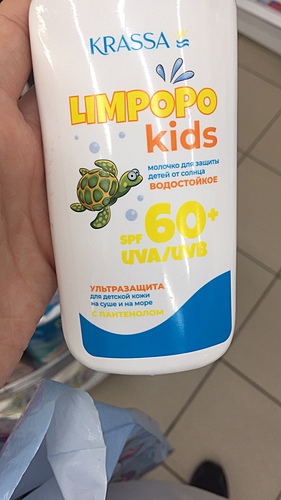 KRASSA
LIMPOPO
kids
молочко для защиты
детей от солнца
ВОДОСТОЙКОЕ
SPF 60+
UVA/UVB
УЛЬТРАЗАЩИТА
для детской кожи
на суше и на море
С ПАНТЕНОЛОМ